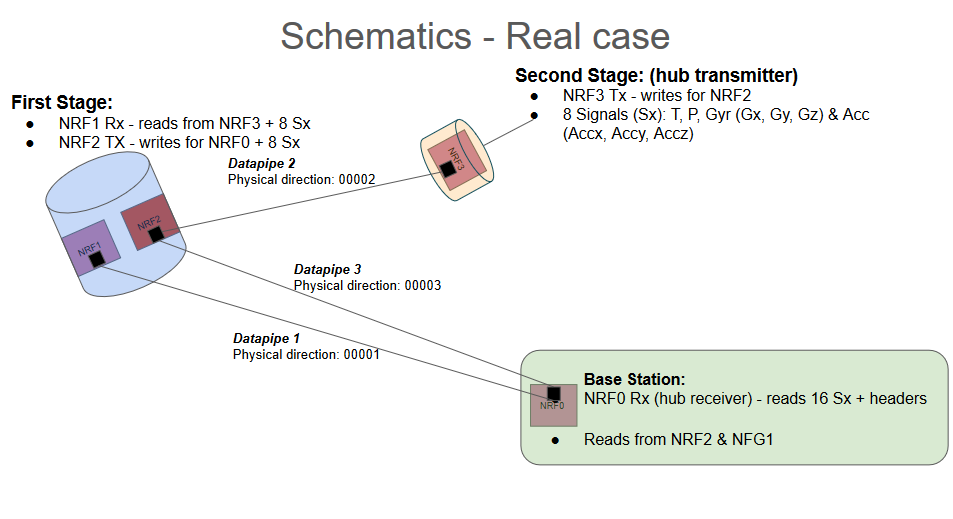 Schematics - Real case
Second Stage: (hub transmitter)
● NRF3 Tx - writes for NRF2
● 8 Signals (Sx): T, P, Gyr (Gx, Gy, Gz) & Acc
(Accx, Accy, Accz)
First Stage:
● NRF1 Rx - reads from NRF3 + 8 Sx
● NRF2 TX - writes for NRF0 + 8 Sx
Datapipe 2
Physical direction: 00002
NRF3
NRF2
NRF1
Datapipe 3
Physical direction: 00003
Datapipe 1
Physical direction: 00001
Base Station:
NRF0 Rx (hub receiver) - reads 16 Sx + headers
NRF0
● Reads from NRF2 & NFG1